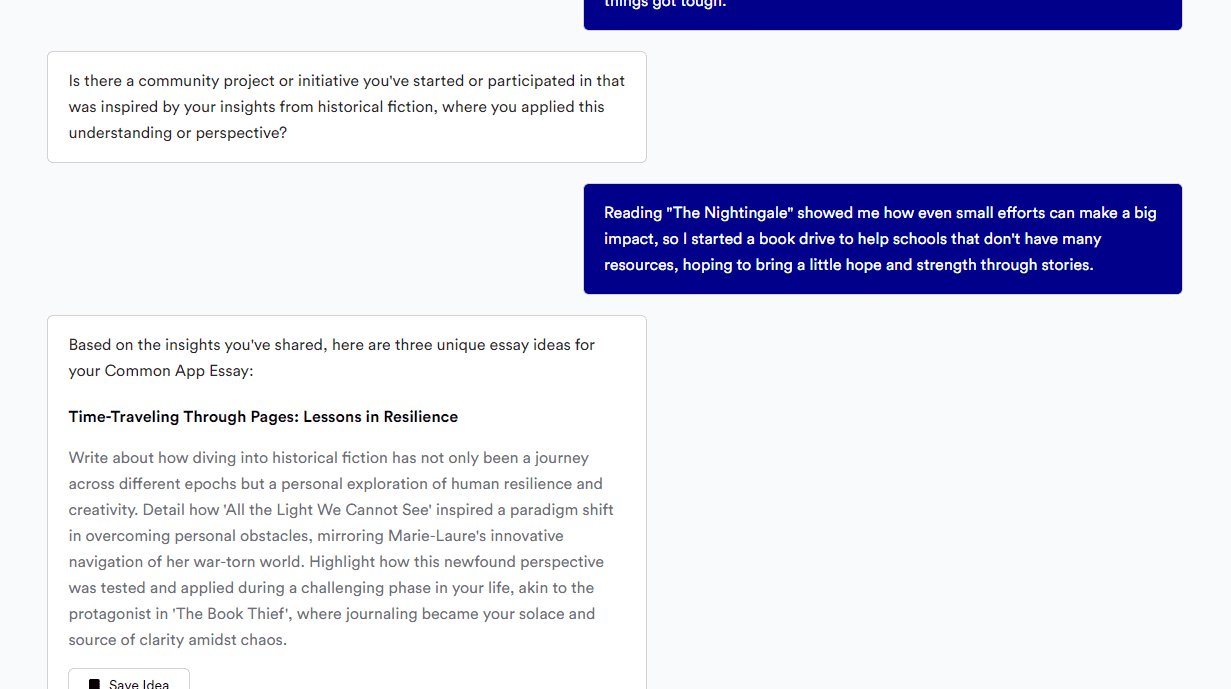 things got tough.
Is there a community project or initiative you've started or participated in that
was inspired by your insights from historical fiction, where you applied this
understanding or perspective?
Reading "The Nightingale" showed me how even small efforts can make a big
impact, so I started a book drive to help schools that don't have many
resources, hoping to bring a little hope and strength through stories.
Based on the insights you've shared, here are three unique essay ideas for
your Common App Essay:
Time-Traveling Through Pages: Lessons in Resilience
Write about how diving into historical fiction has not only been a journey
across different epochs but a personal exploration of human resilience and
creativity. Detail how 'All the Light We Cannot See' inspired a paradigm shift
in overcoming personal obstacles, mirroring Marie-Laure's innovative
navigation of her war-torn world. Highlight how this newfound perspective
was tested and applied during a challenging phase in your life, akin to the
protagonist in 'The Book Thief', where journaling became your solace and
source of clarity amidst chaos.
Save Idea